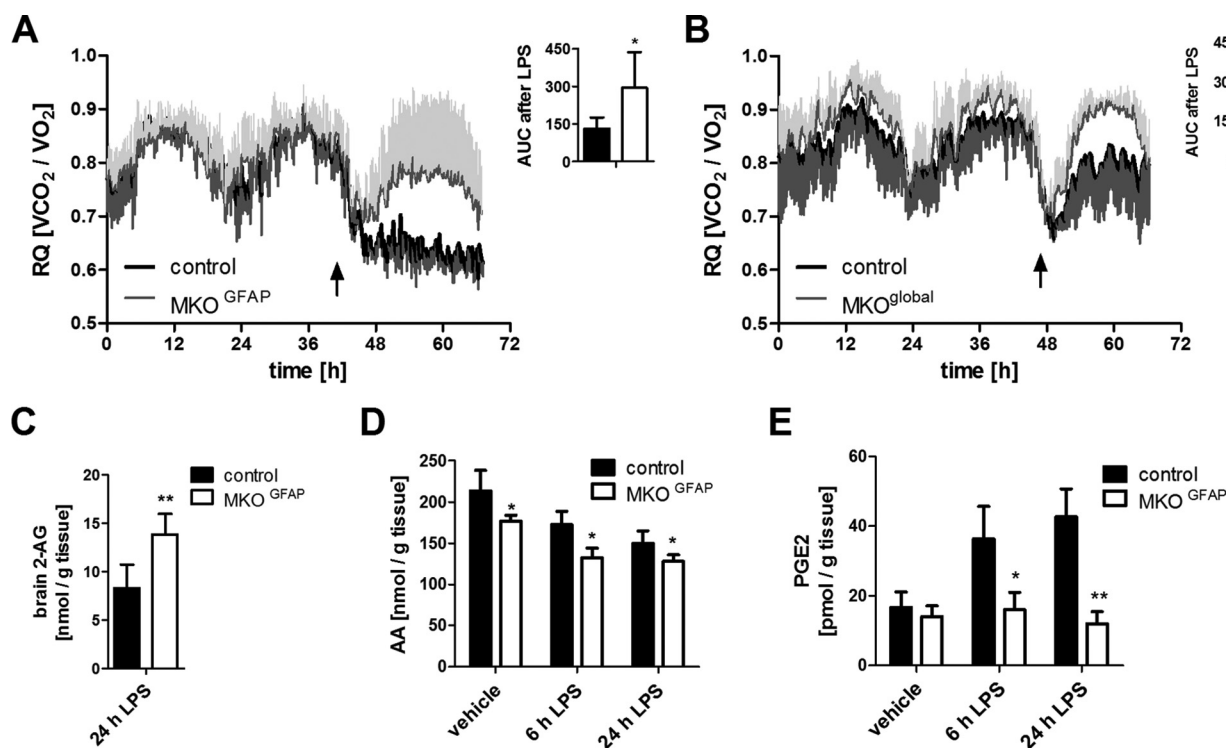 A
RQ [VCO2 / VO2]
1.0
0.9
0.8
0.7
0.6
0.5
control
MKO GFAP
0 12 24 36 48 60 72
time [h]
AUC after LPS
450
300
150
0
*
B
RQ [VCO2 / VO2]
1.0
0.9
0.8
0.7
0.6
0.5
control
MKO global
0 12 24 36 48 60 72
time [h]
AUC after LPS
45
30
15
C
brain 2-AG
[nmol / g tissue]
20
15
10
5
0
**
control
MKO GFAP
24 h LPS
D
AA [nmol / g tissue]
250
200
150
100
50
0
control
MKO GFAP
* * *
vehicle 6 h LPS 24 h LPS
E
PGE2
[pmol / g tissue]
60
40
20
0
control
MKO GFAP
* **
vehicle 6 h LPS 24 h LPS